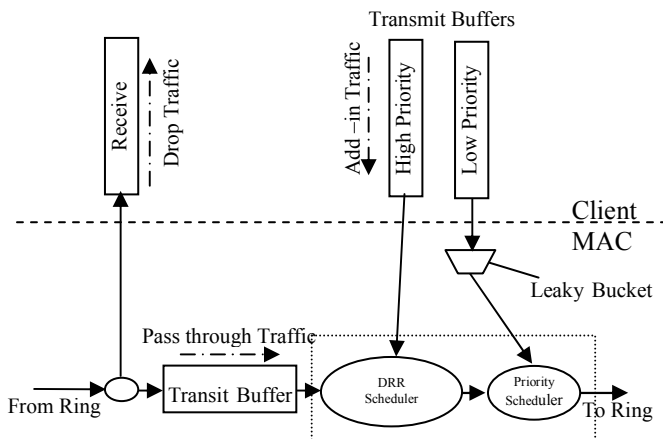 Transmit Buffers
Receive
Drop Traffic
Add –in Traffic
High Priority
Low Priority
Client
MAC
Leaky Bucket
Pass through Traffic
From Ring
Transit Buffer
DRR
Scheduler
Priority
Scheduler
To Ring